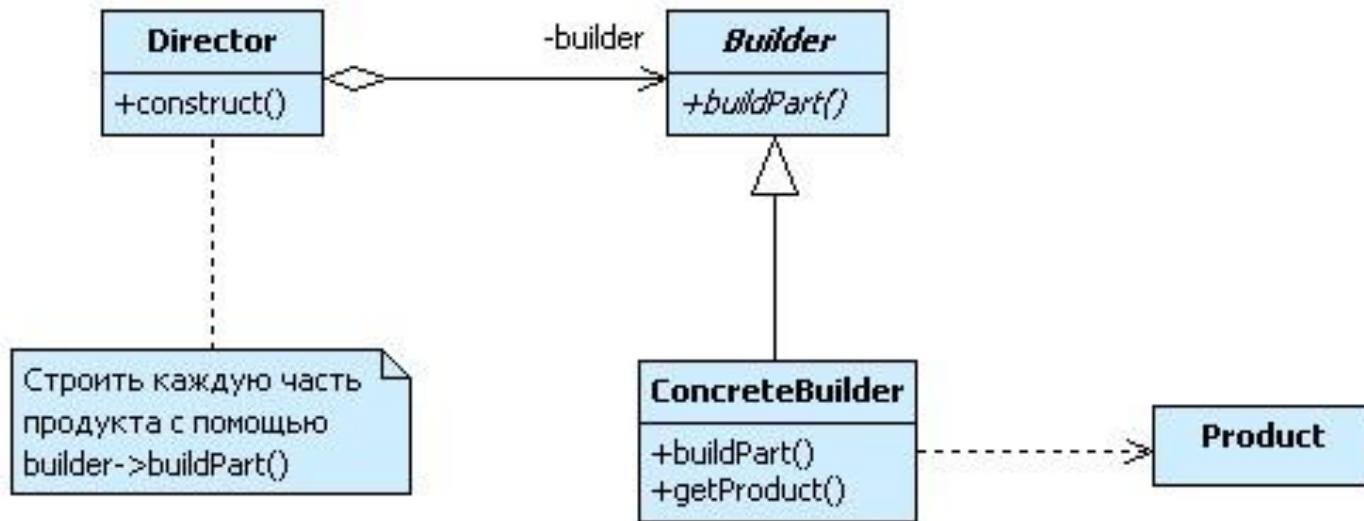 Director
+construct()
-builder
Builder
+buildPart()
Строить каждую часть
продукта с помощью
builder->buildPart()
ConcreteBuilder
+buildPart()
+getProduct()
Product